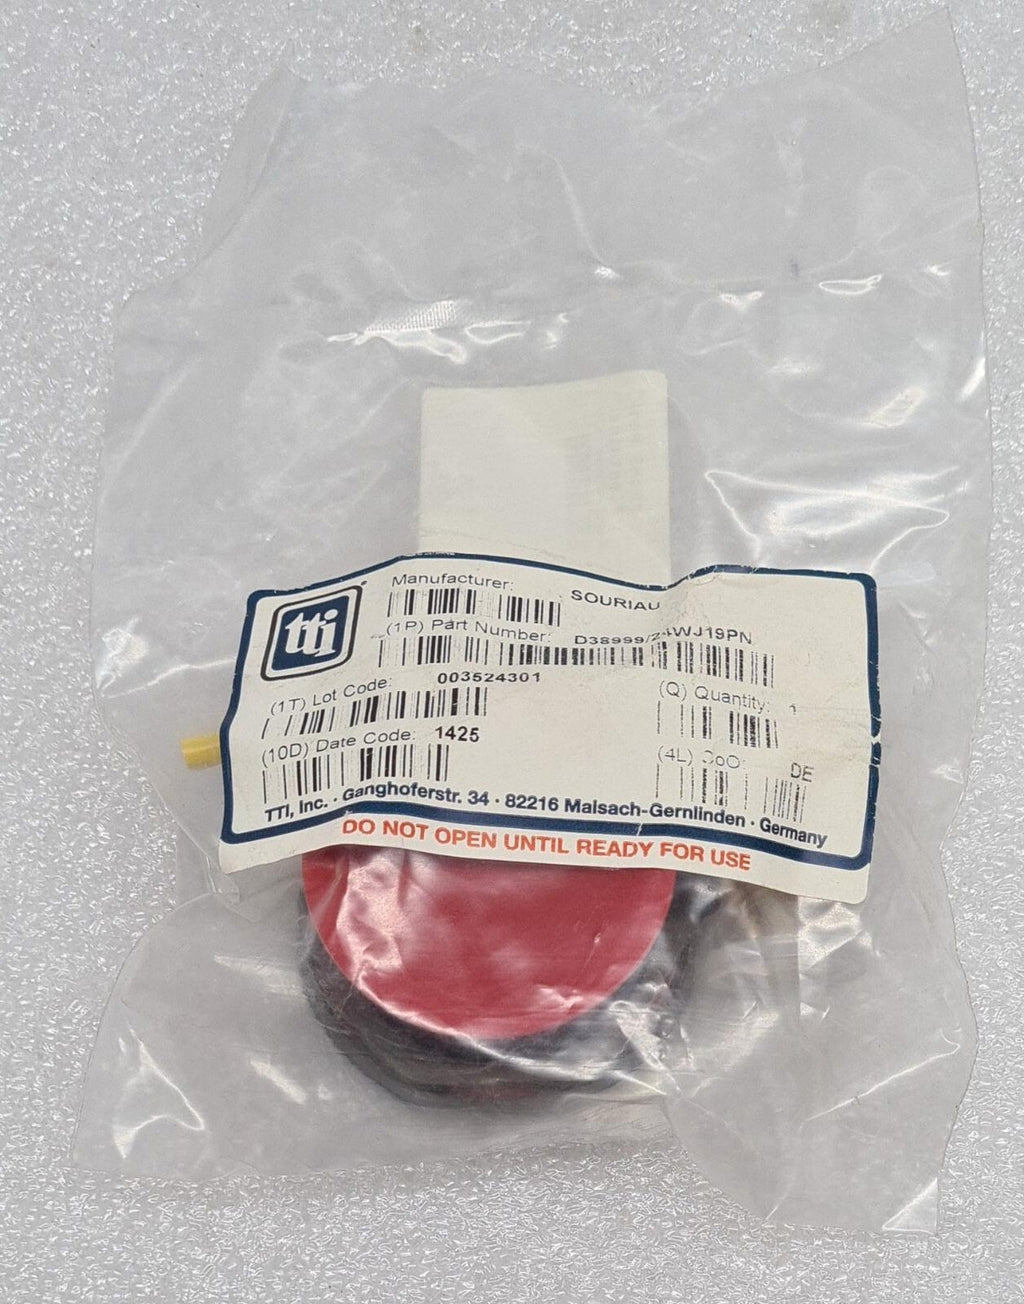 tti
Manufacturer: SOURIAU
(1P) Part Number: D38999/24WJ19PN
(1T) Lot Code: 003524301
(Q) Quantity: 1
(10D) Date Code: 1425
(4L) CoO: DE
TTI, Inc. · Ganghoferstr. 34 · 82216 Maisach-Gernlinden · Germany
DO NOT OPEN UNTIL READY FOR USE